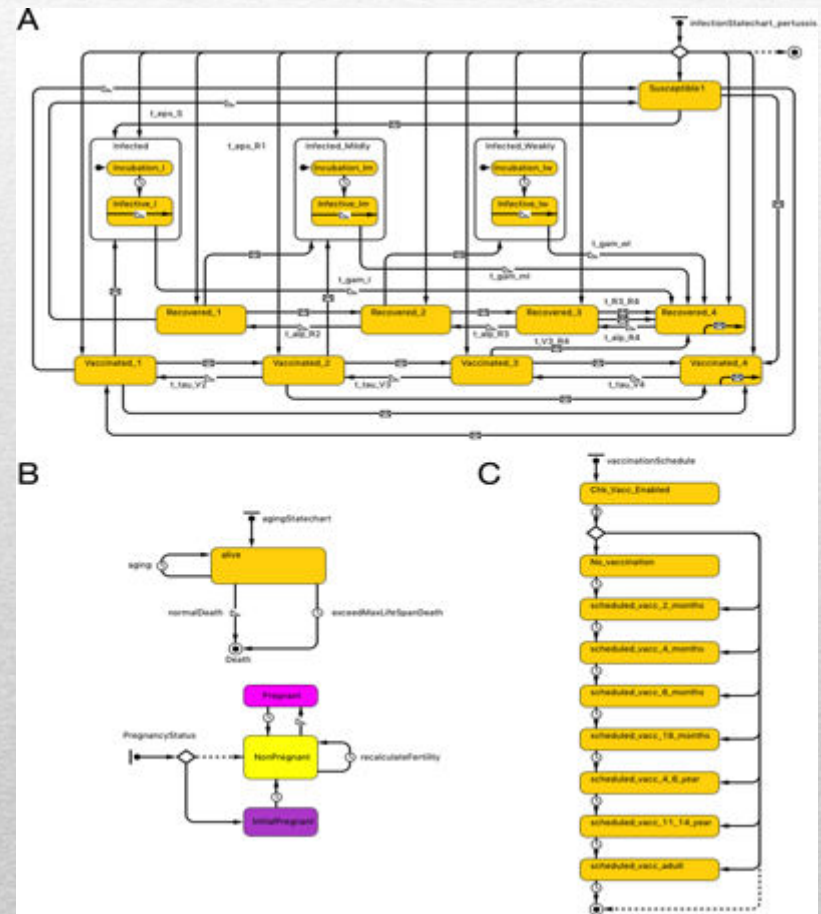 A
infectionStatechart_pertussis
Susceptible1
t_eps_S
t_eps_R1
Infected
Infected_Mildly
Infected_Weakly
Incubation_I
Incubation_Im
Incubation_Iw
Infective_I
Infective_Im
Infective_Iw
t_gam_wI
t_gam_I
t_gam_mI
t_R3_R4
Recovered_1
Recovered_2
Recovered_3
Recovered_4
t_alp_R2
t_alp_R3
t_alp_R4
t_V3_R4
Vaccinated_1
Vaccinated_2
Vaccinated_3
Vaccinated_4
t_tau_V2
t_tau_V3
t_tau_V4
B
agingStatechart
alive
aging
normalDeath
exceedMaxLifeSpanDeath
Death
Pregnant
PregnancyStatus
NonPregnant
recalculateFertility
InitialPregnant
C
vaccinationSchedule
Chk_Vacc_Enabled
No_vaccination
scheduled_vacc_2_months
scheduled_vacc_4_months
scheduled_vacc_6_months
scheduled_vacc_18_months
scheduled_vacc_4_6_year
scheduled_vacc_11_14_year
scheduled_vacc_adult